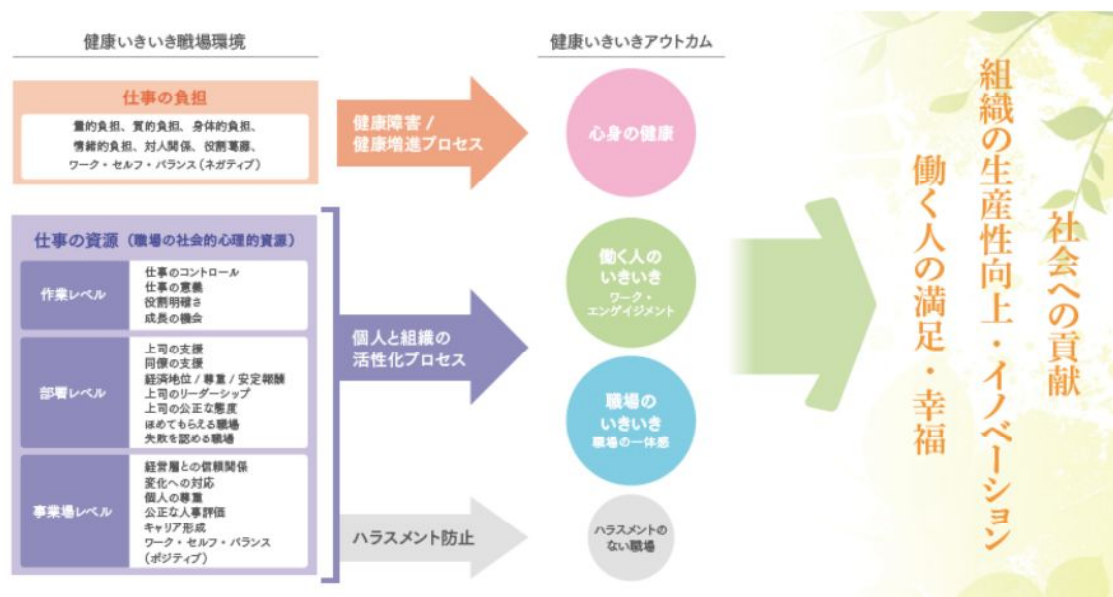 健康いきいき職場環境
仕事の負担
量的負担、質的負担、身体的負担、
情緒的負担、対人関係、役割葛藤、
ワーク・セルフ・バランス(ネガティブ)
仕事の資源(職場の社会的心理的資源)
作業レベル
仕事のコントロール
仕事の意義
役割明確さ
成長の機会
部署レベル
上司の支援
同僚の支援
経済地位/尊重/安定報酬
上司のリーダーシップ
上司の公正な態度
ほめてもらえる職場
失敗を認める職場
事業場レベル
経営層との信頼関係
変化への対応
個人の尊重
公正な人事評価
キャリア形成
ワーク・セルフ・バランス
(ポジティブ)
健康障害/
健康増進プロセス
個人と組織の
活性化プロセス
ハラスメント防止
健康いきいきアウトカム
心身の健康
働く人の
いきいき
ワーク・
エンゲイジメント
職場の
いきいき
職場の一体感
ハラスメントの
ない職場
社会への貢献
組織の生産性向上・イノベーション
働く人の満足・幸福